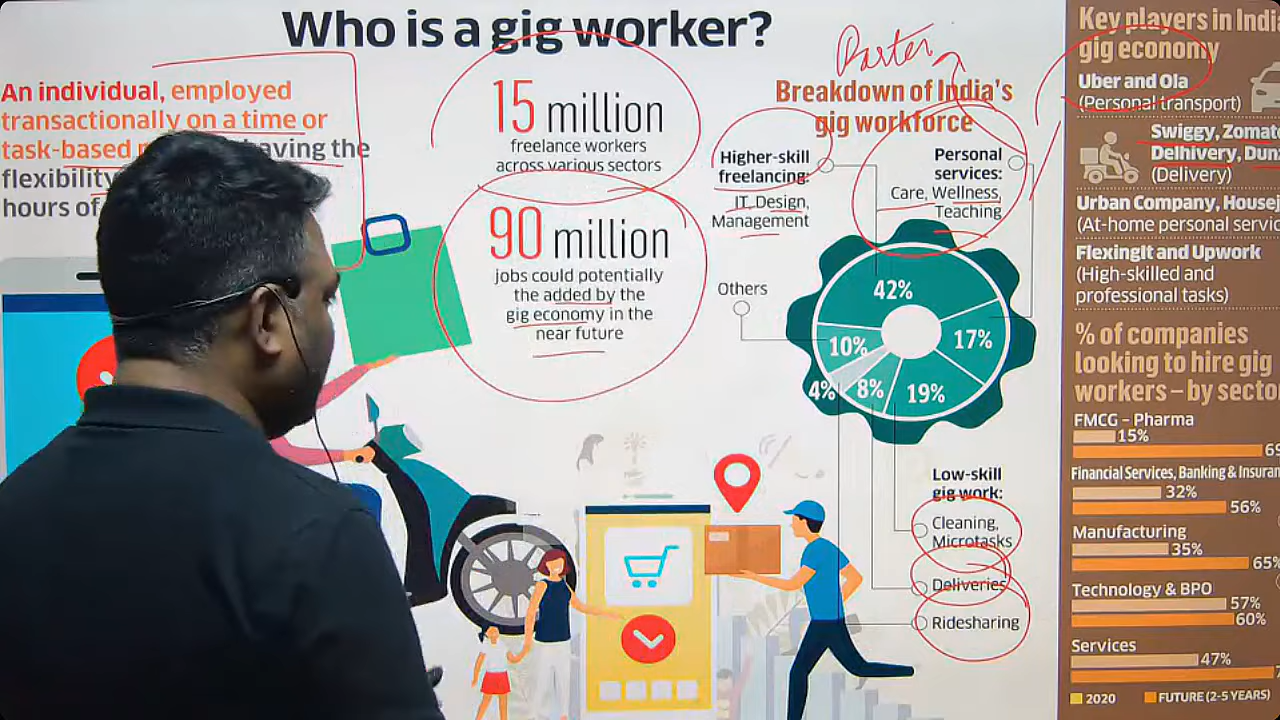 Who is a gig worker?
An individual, employed
transactionally on a time or
task-based having the
flexibility
hours of
15 million
freelance workers
across various sectors
90 million
jobs could potentially
the added by the
gig economy in the
near future
Breakdown of India's
gig workforce
Higher-skill
freelancing:
IT, Design,
Management
Personal
services:
Care, Wellness,
Teaching
Others
42%
17%
10%
4%
8%
19%
Low-skill
gig work:
Cleaning,
Microtasks
Deliveries
Ridesharing
Key players in Indi
gig economy
Uber and Ola
(Personal transport)
Swiggy, Zomat
Delhivery, Dun
(Delivery)
Urban Company, Housej
(At-home personal servic
FlexingIt and Upwork
(High-skilled and
professional tasks)
% of companies
looking to hire gig
workers – by secto
FMCG – Pharma
15%
Financial Services, Banking & Insuran
32%
56%
Manufacturing
35%
65%
Technology & BPO
57%
60%
Services
47%
2020
FUTURE (2-5 YEARS)